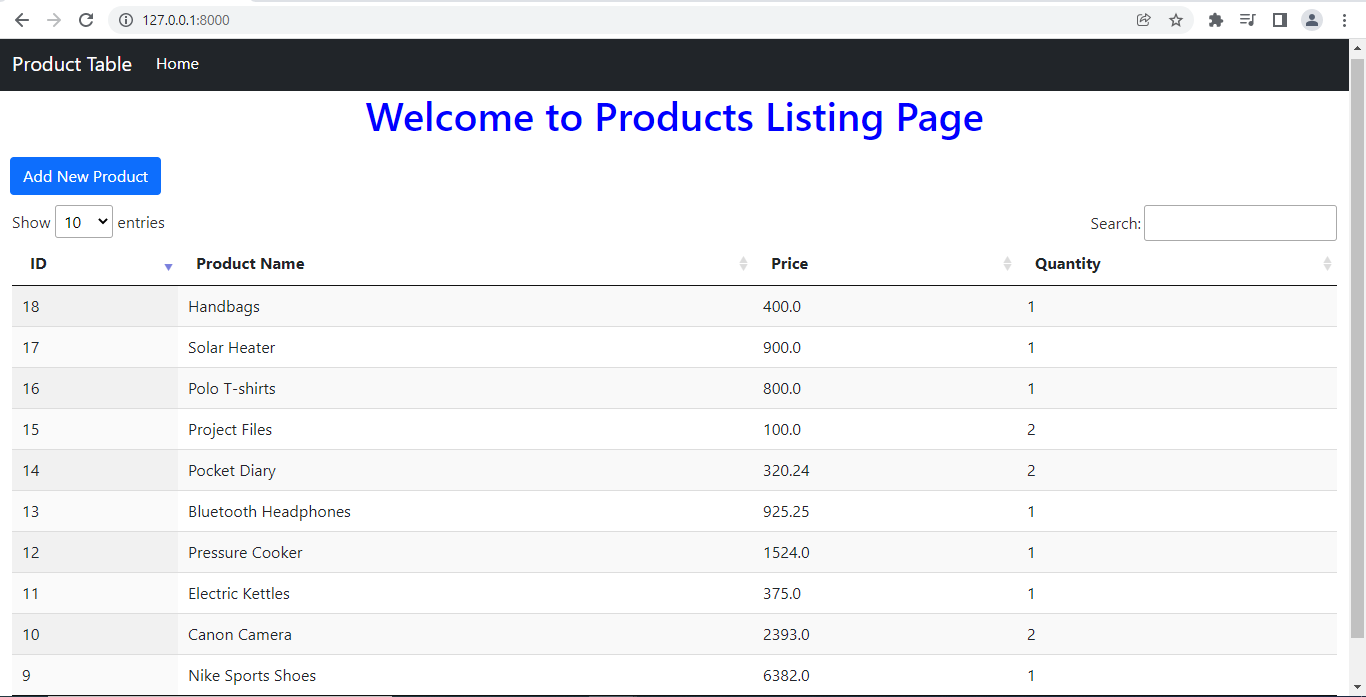 127.0.0.1:8000
Product Table Home
Welcome to Products Listing Page
Add New Product
Show 10 entries Search:
ID Product Name Price Quantity
18 Handbags 400.0 1
17 Solar Heater 900.0 1
16 Polo T-shirts 800.0 1
15 Project Files 100.0 2
14 Pocket Diary 320.24 2
13 Bluetooth Headphones 925.25 1
12 Pressure Cooker 1524.0 1
11 Electric Kettles 375.0 1
10 Canon Camera 2393.0 2
9 Nike Sports Shoes 6382.0 1